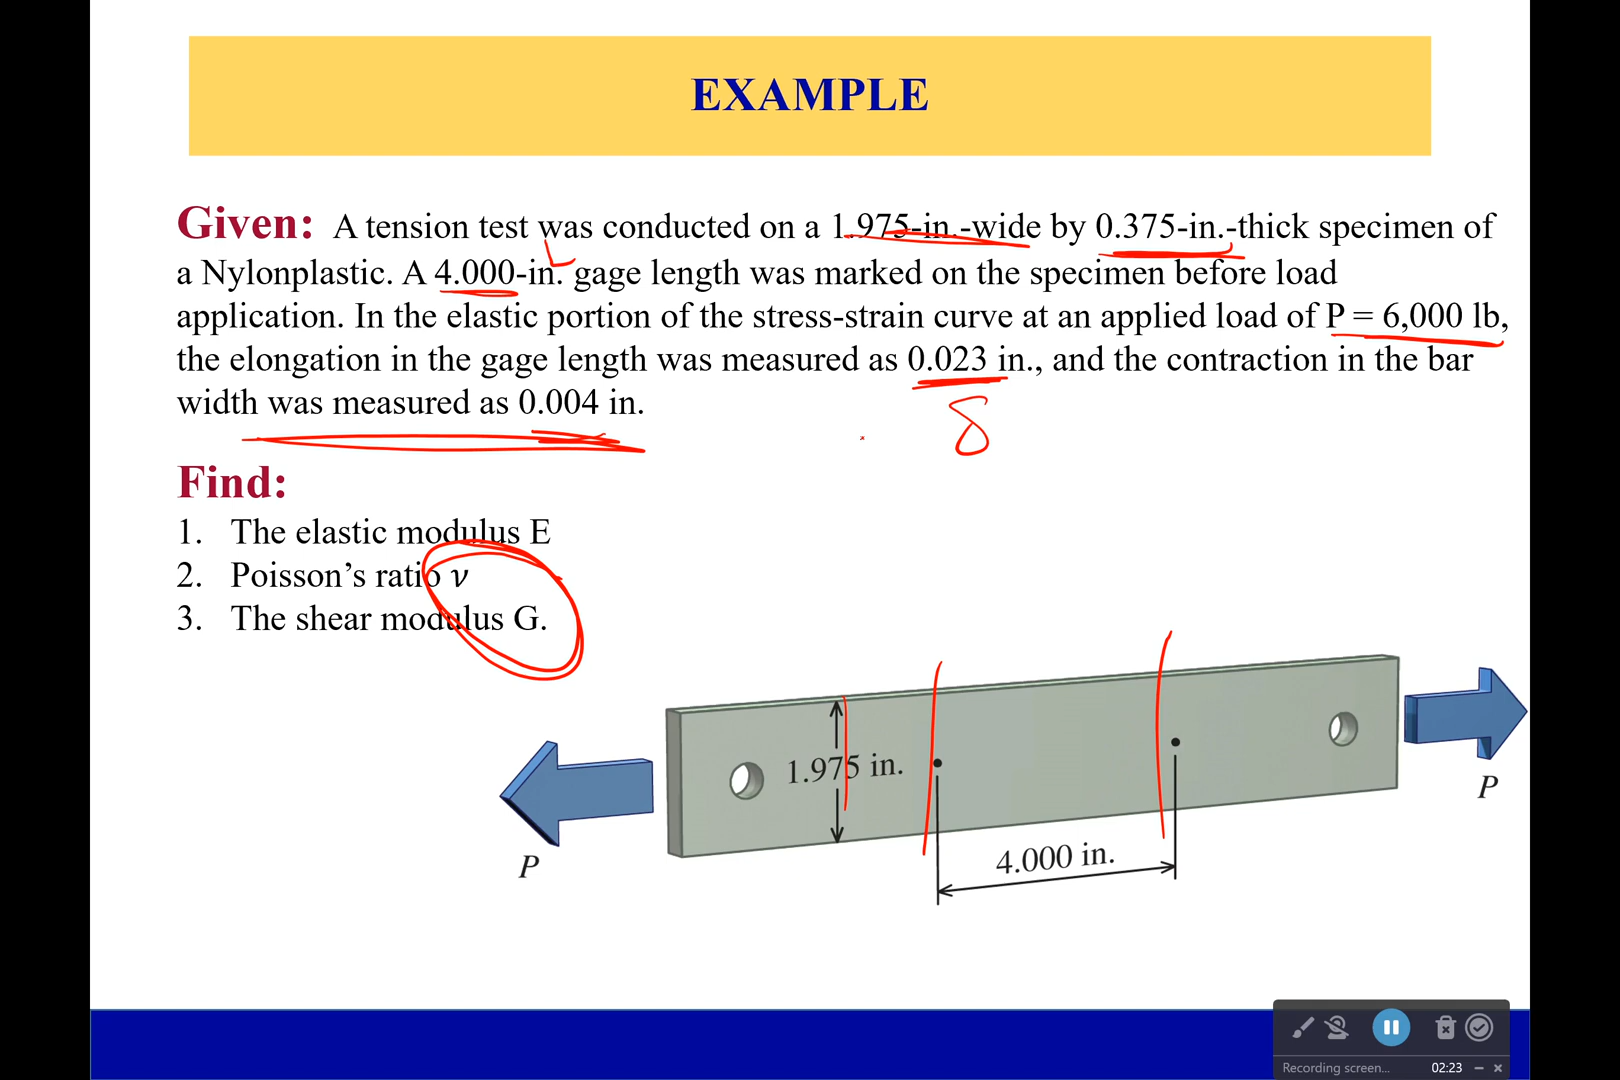 EXAMPLE
Given: A tension test was conducted on a 1.975-in.-wide by 0.375-in.-thick specimen of
a Nylonplastic. A 4.000-in. gage length was marked on the specimen before load
application. In the elastic portion of the stress-strain curve at an applied load of P = 6,000 lb,
the elongation in the gage length was measured as 0.023 in., and the contraction in the bar
width was measured as 0.004 in.
δ
Find:
1. The elastic modulus E
2. Poisson’s ratio ν
3. The shear modulus G.
1.975 in.
P
P
4.000 in.
Recording screen... 02:23